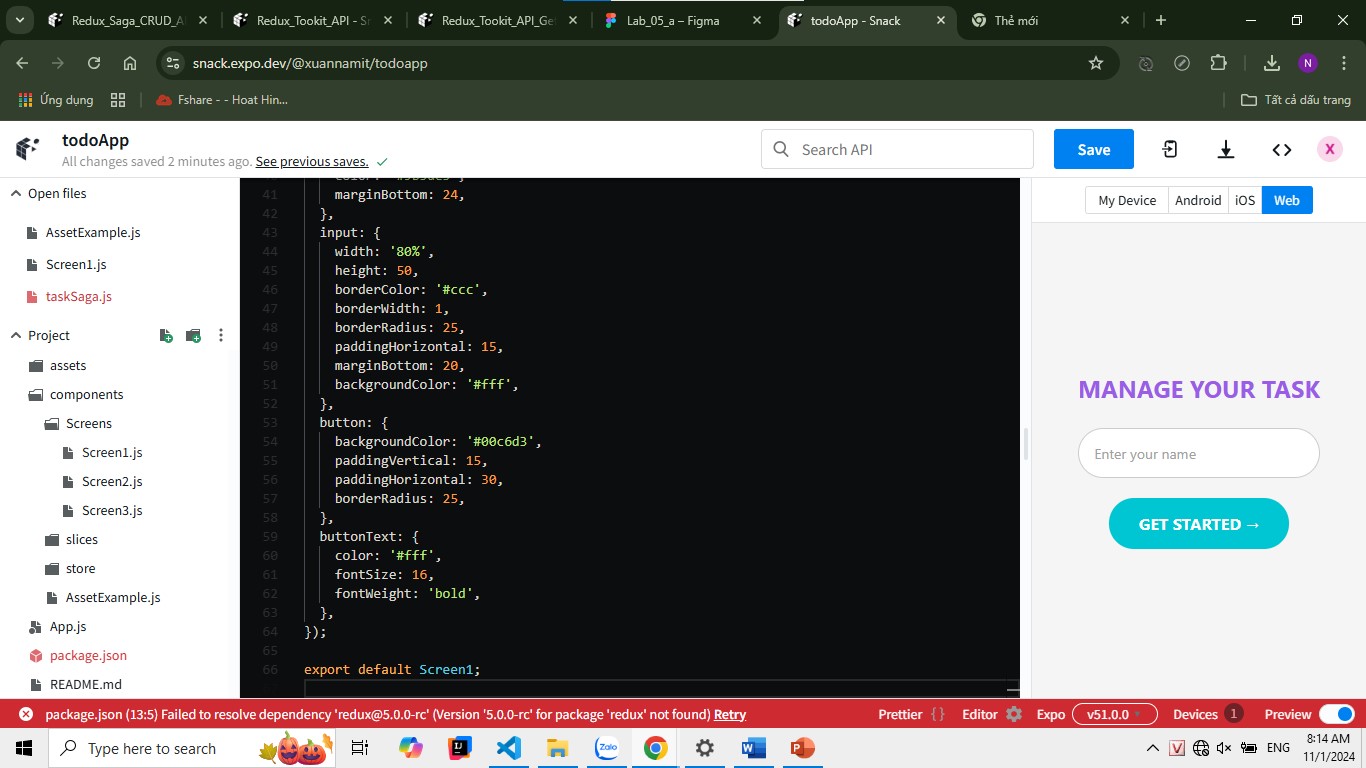 Redux_Saga_CRUD_A
Redux_Tookit_API - Sn
Redux_Tookit_API_Get
Lab_05_a – Figma
todoApp - Snack
Thẻ mới
snack.expo.dev/@xuannamit/todoapp
N
Ứng dụng
Fshare - - Hoat Hin...
Tất cả dấu trang
todoApp
All changes saved 2 minutes ago. See previous saves.
Search API
Save
X
Open files
AssetExample.js
Screen1.js
taskSaga.js
Project
assets
components
Screens
Screen1.js
Screen2.js
Screen3.js
slices
store
AssetExample.js
App.js
package.json
README.md
41 marginBottom: 24,
42 },
43 input: {
44 width: '80%',
45 height: 50,
46 borderColor: '#ccc',
47 borderWidth: 1,
48 borderRadius: 25,
49 paddingHorizontal: 15,
50 marginBottom: 20,
51 backgroundColor: '#fff',
52 },
53 button: {
54 backgroundColor: '#00c6d3',
55 paddingVertical: 15,
56 paddingHorizontal: 30,
57 borderRadius: 25,
58 },
59 buttonText: {
60 color: '#fff',
61 fontSize: 16,
62 fontWeight: 'bold',
63 },
64 });
65
66 export default Screen1;
My Device
Android
iOS
Web
MANAGE YOUR TASK
Enter your name
GET STARTED →
package.json (13:5) Failed to resolve dependency 'redux@5.0.0-rc' (Version '5.0.0-rc' for package 'redux' not found) Retry
Prettier { }
Editor
Expo
v51.0.0
Devices 1
Preview
Type here to search
Zalo
ENG
8:14 AM
11/1/2024